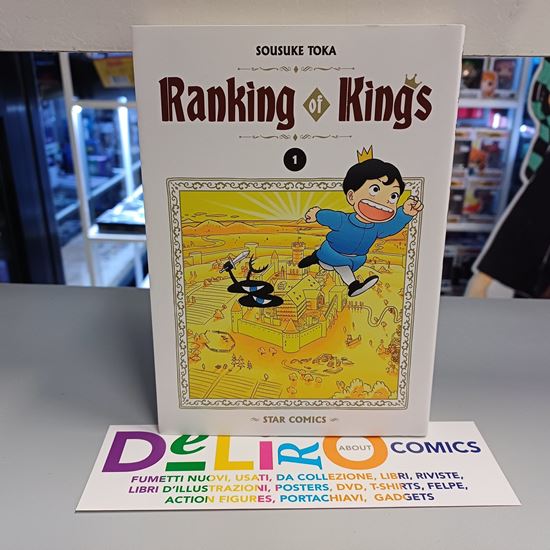 SOUSUKE TOKA
Ranking of Kings
1
STAR COMICS
DeLiRO ABOUT COMICS
FUMETTI NUOVI, USATI, DA COLLEZIONE, LIBRI, RIVISTE,
LIBRI D'ILLUSTRAZIONI, POSTERS, DVD, T-SHIRTS, FELPE,
ACTION FIGURES, PORTACHIAVI, GADGETS